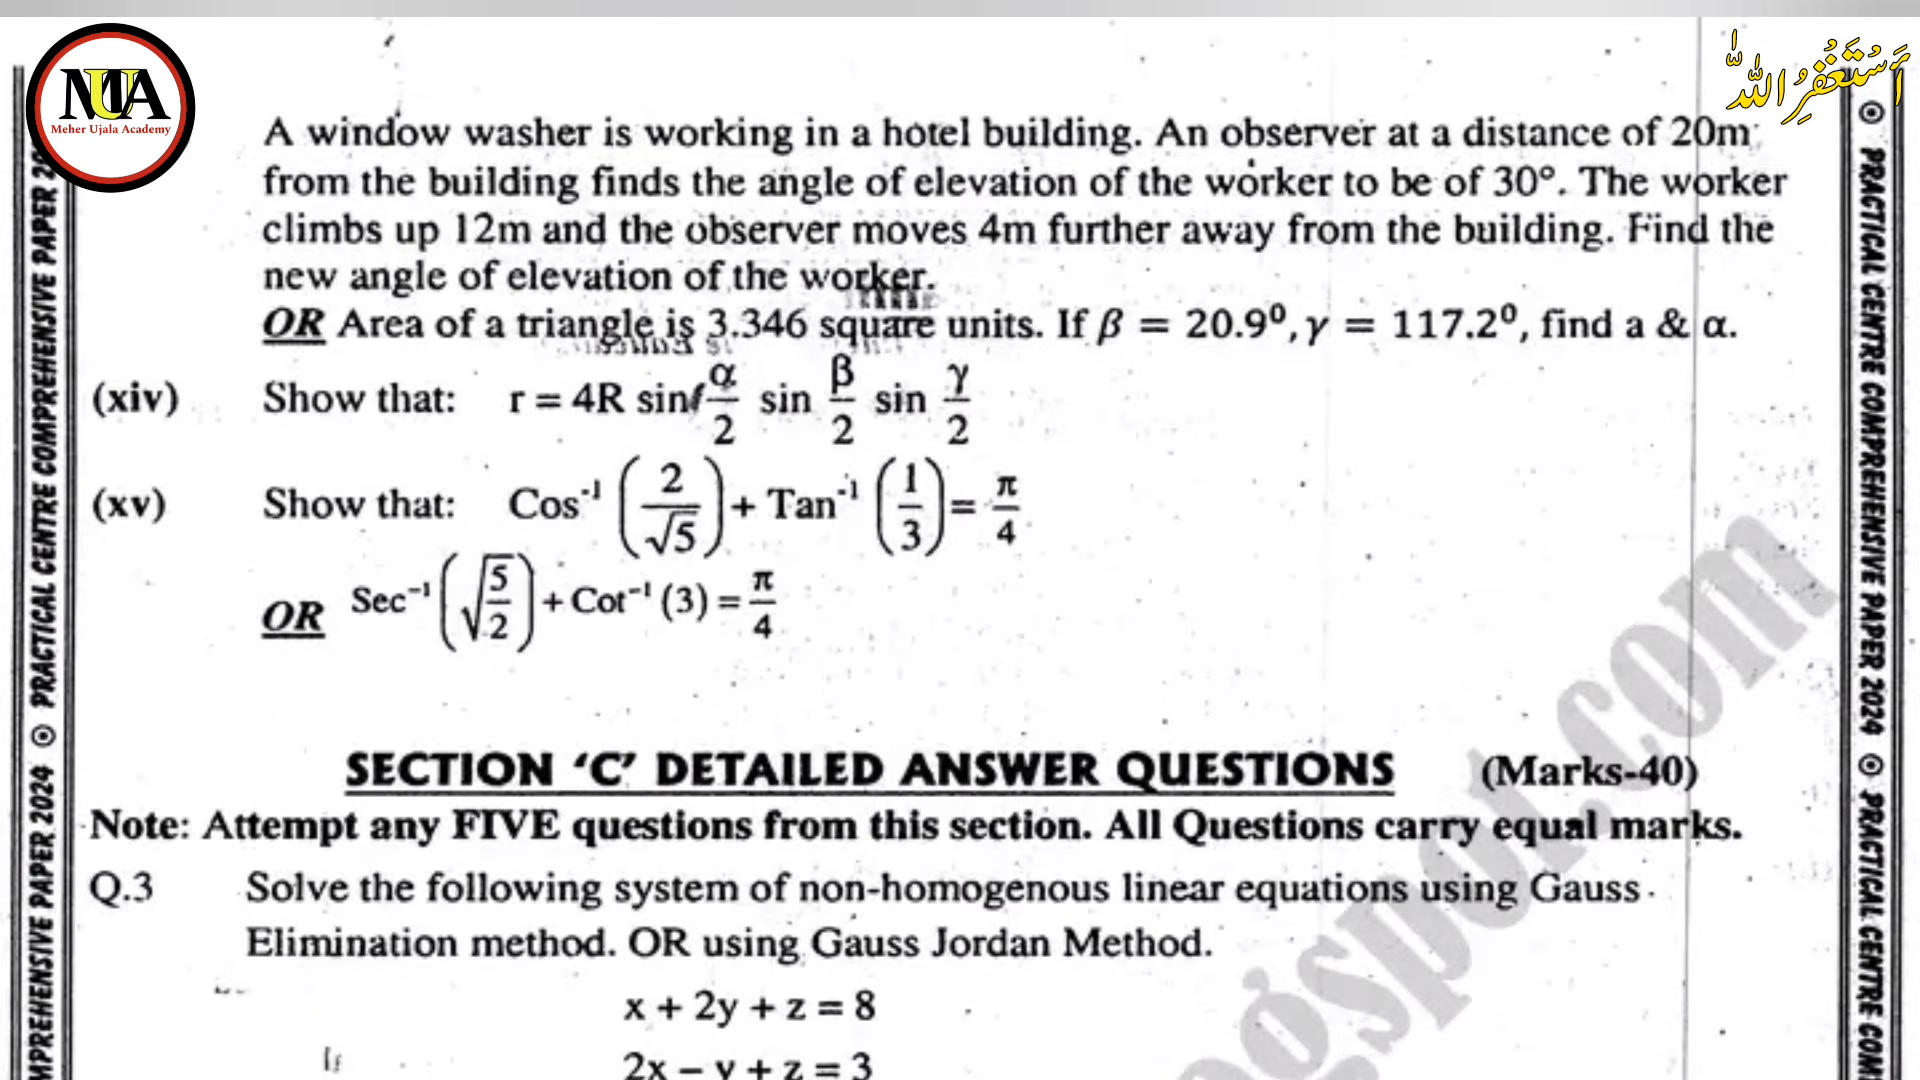 MUA
Meher Ujala Academy
اَسْتَغْفِرُ اللّٰه
A window washer is working in a hotel building. An observer at a distance of 20m
from the building finds the angle of elevation of the worker to be of 30°. The worker
climbs up 12m and the observer moves 4m further away from the building. Find the
new angle of elevation of the worker.
OR Area of a triangle is 3.346 square units. If β = 20.9⁰, γ = 117.2⁰, find a & α.
(xiv) Show that: r = 4R sin α/2 sin β/2 sin γ/2
(xv) Show that: Cos⁻¹ (2/√5) + Tan⁻¹ (1/3) = π/4
OR Sec⁻¹ (√5/2) + Cot⁻¹ (3) = π/4
SECTION ‘C’ DETAILED ANSWER QUESTIONS (Marks-40)
Note: Attempt any FIVE questions from this section. All Questions carry equal marks.
Q.3 Solve the following system of non-homogenous linear equations using Gauss
Elimination method. OR using Gauss Jordan Method.
x + 2y + z = 8
2x – y + z = 3
MPREHENSIVE PAPER 2024 ⊙ PRACTICAL CENTRE COMPREHENSIVE PAPER 20
⊙ PRACTICAL CENTRE COMPREHENSIVE PAPER 2024 ⊙ PRACTICAL CENTRE COM
ogspot.com